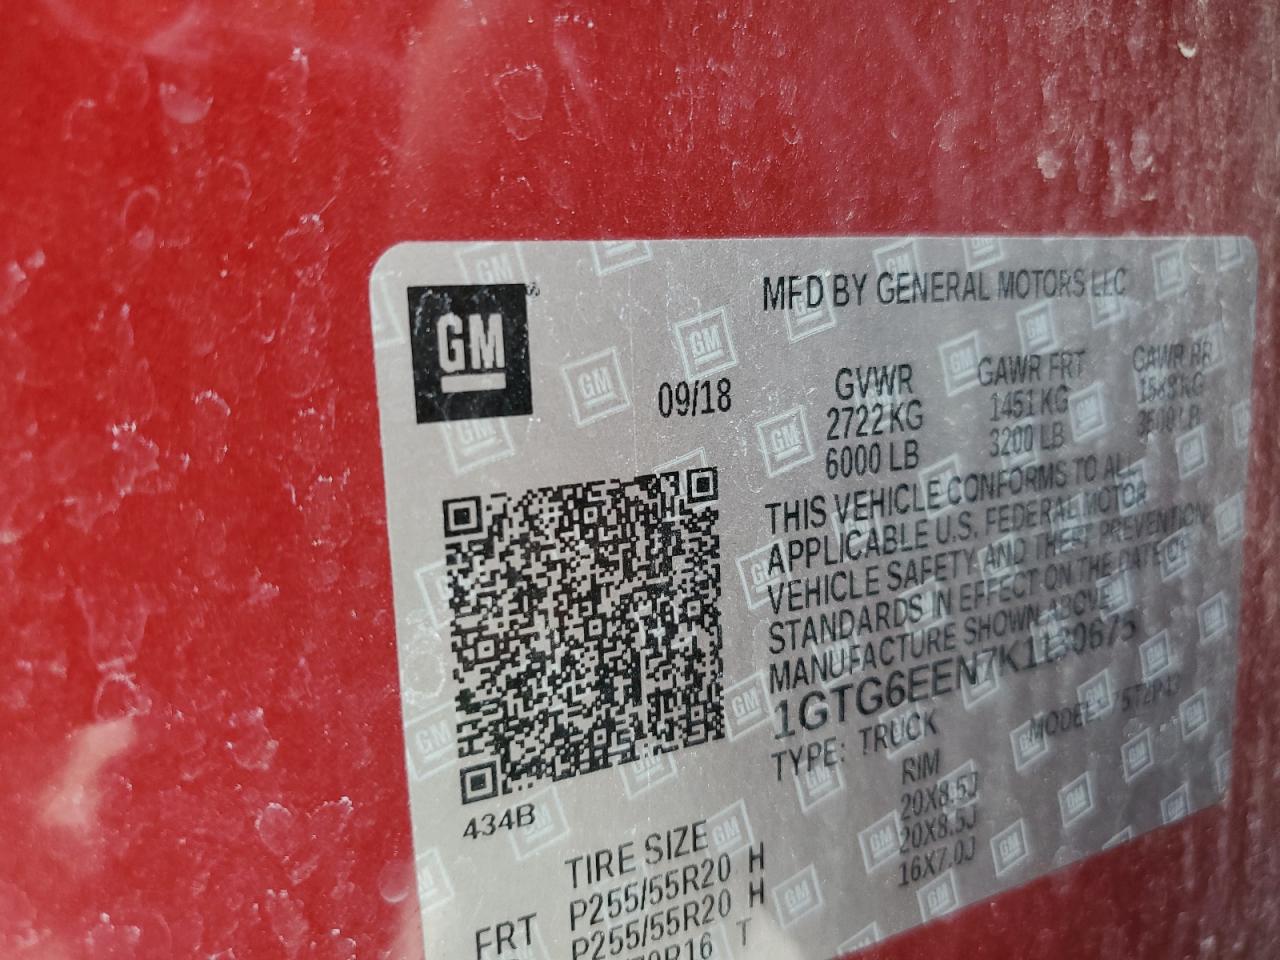 GM
MFD BY GENERAL MOTORS LLC
09/18
GVWR GAWR FRT GAWR RR
2722 KG 1451 KG
6000 LB 3200 LB
THIS VEHICLE CONFORMS TO ALL
APPLICABLE U.S. FEDERAL MOTOR
VEHICLE SAFETY AND THEFT PREVENTION
STANDARDS IN EFFECT ON THE DATE OF
MANUFACTURE SHOWN ABOVE.
TYPE: TRUCK MODEL:
434B
TIRE SIZE RIM
FRT P255/55R20 H 20X8.5J
P255/55R20 H 20X8.5J
T 16X7.0J